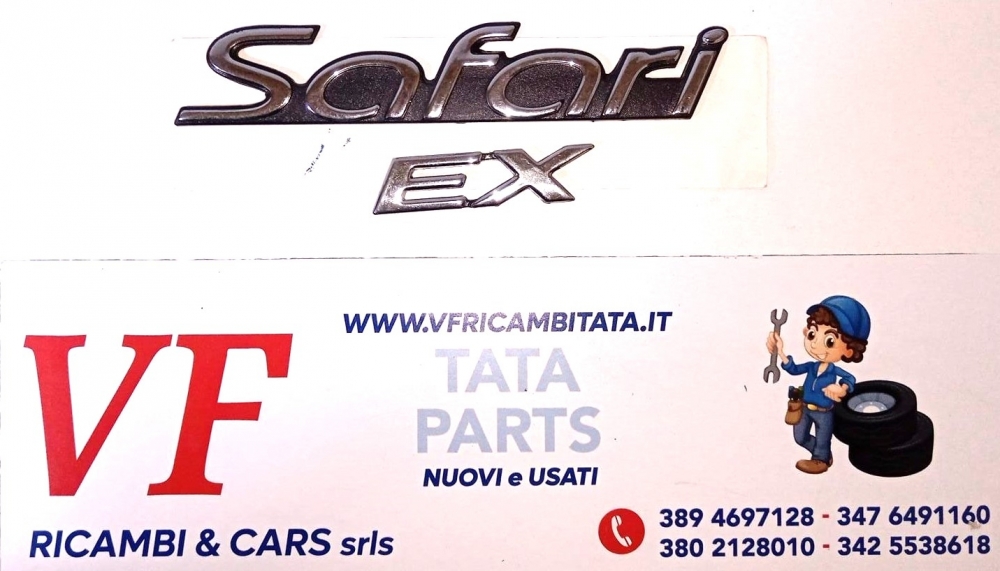 Safari
EX
WWW.VFRICAMBITATA.IT
VF
TATA
PARTS
NUOVI e USATI
RICAMBI & CARS srls
389 4697128 - 347 6491160
380 2128010 - 342 5538618